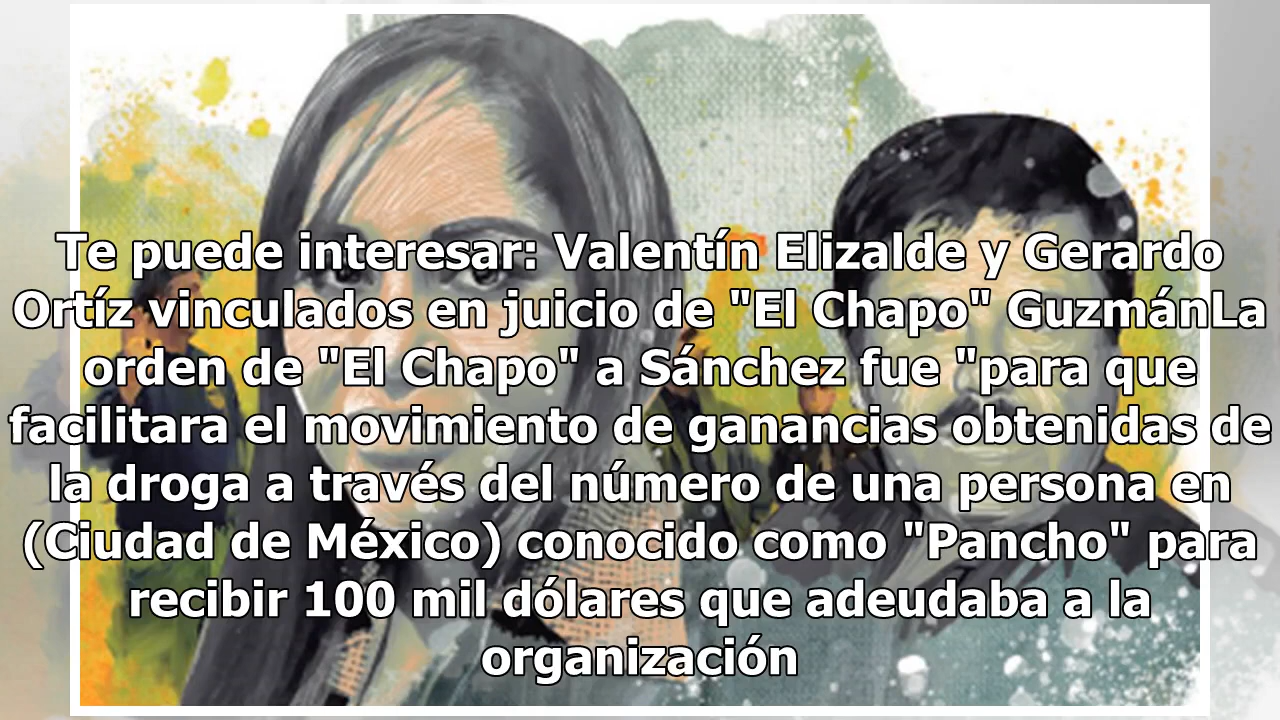 Te puede interesar: Valentín Elizalde y Gerardo
Ortíz vinculados en juicio de "El Chapo" GuzmánLa
orden de "El Chapo" a Sánchez fue "para que
facilitara el movimiento de ganancias obtenidas de
la droga a través del número de una persona en
(Ciudad de México) conocido como "Pancho" para
recibir 100 mil dólares que adeudaba a la
organización